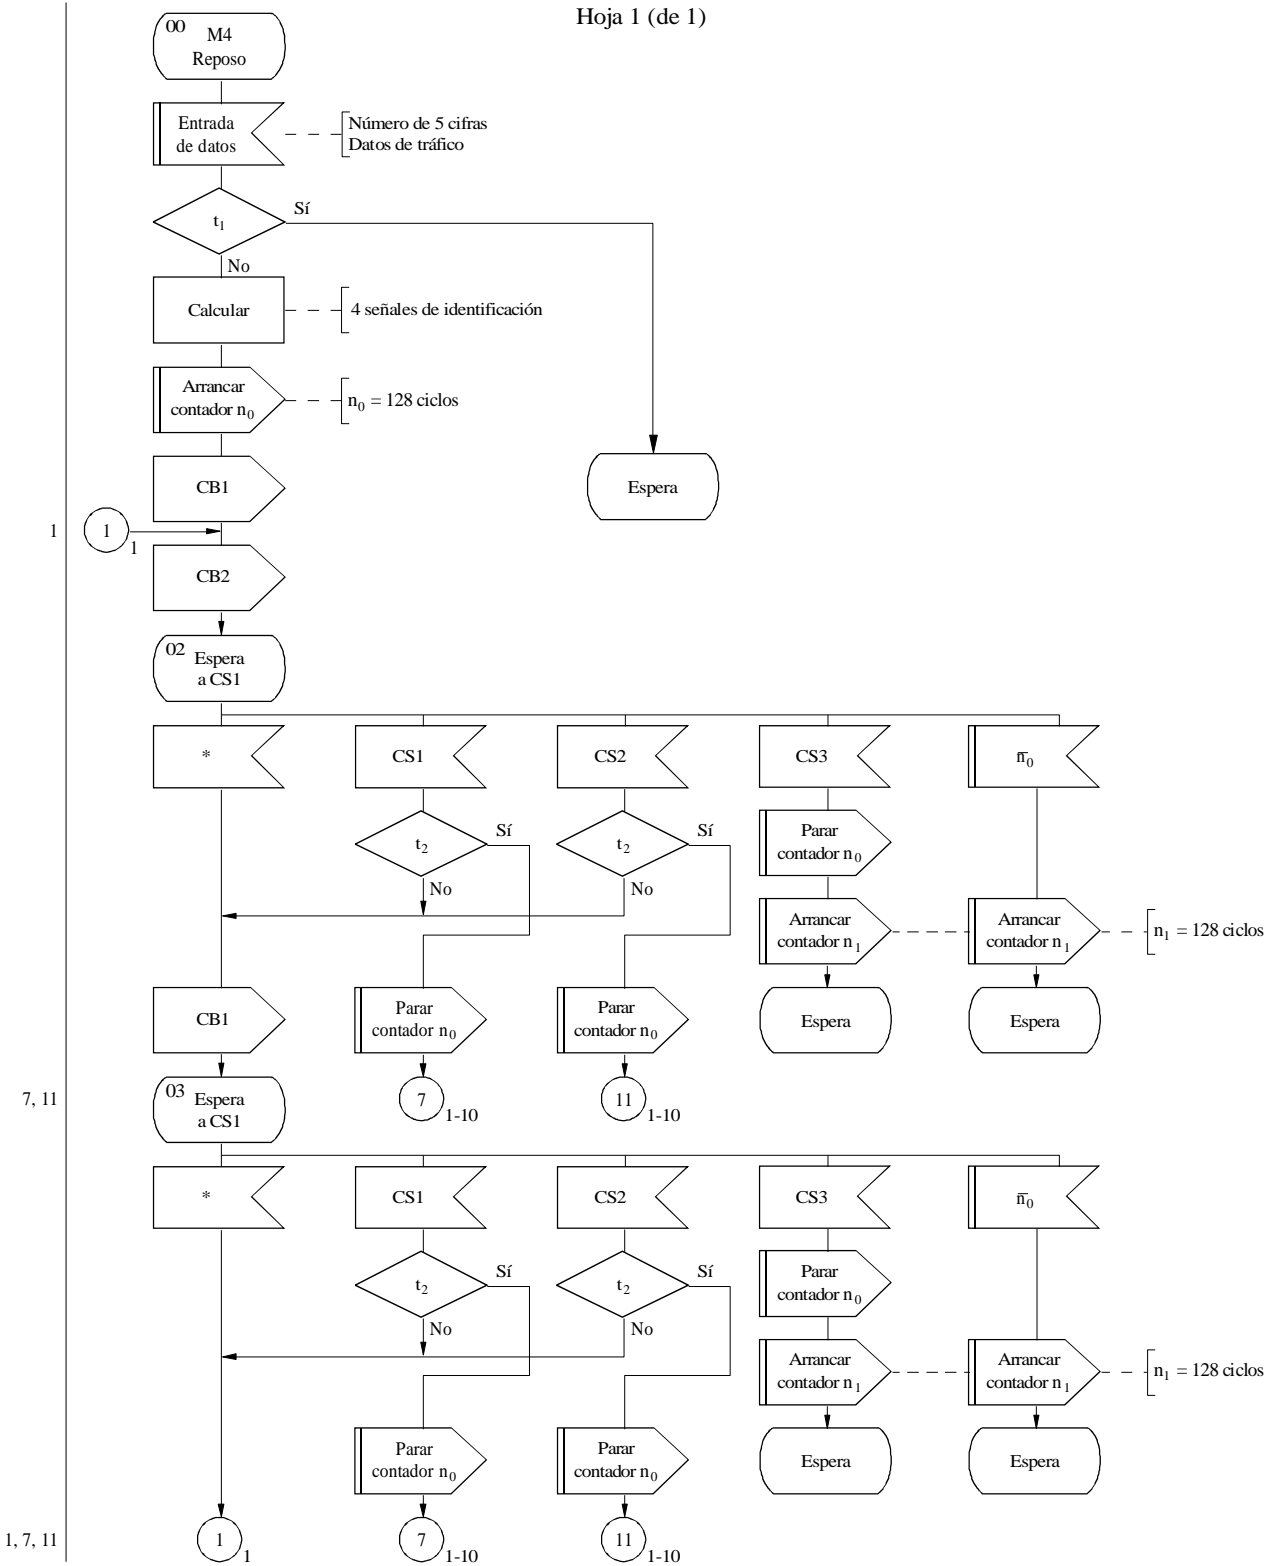 Hoja 1 (de 1)
00
M4
Reposo
Entrada
de datos
Número de 5 cifras
Datos de tráfico
t1
Sí
No
Calcular
4 señales de identificación
Arrancar
contador n0
n0 = 128 ciclos
CB1
Espera
1
1
1
CB2
02
Espera
a CS1
*
CS1
CS2
CS3
n̅0
t2
Sí
No
t2
Sí
No
Parar
contador n0
Arrancar
contador n1
Arrancar
contador n1
n1 = 128 ciclos
CB1
Parar
contador n0
Parar
contador n0
Espera
Espera
7, 11
03
Espera
a CS1
7
1-10
11
1-10
*
CS1
CS2
CS3
n̅0
t2
Sí
No
t2
Sí
No
Parar
contador n0
Arrancar
contador n1
Arrancar
contador n1
n1 = 128 ciclos
Parar
contador n0
Parar
contador n0
Espera
Espera
1, 7, 11
1
1
7
1-10
11
1-10